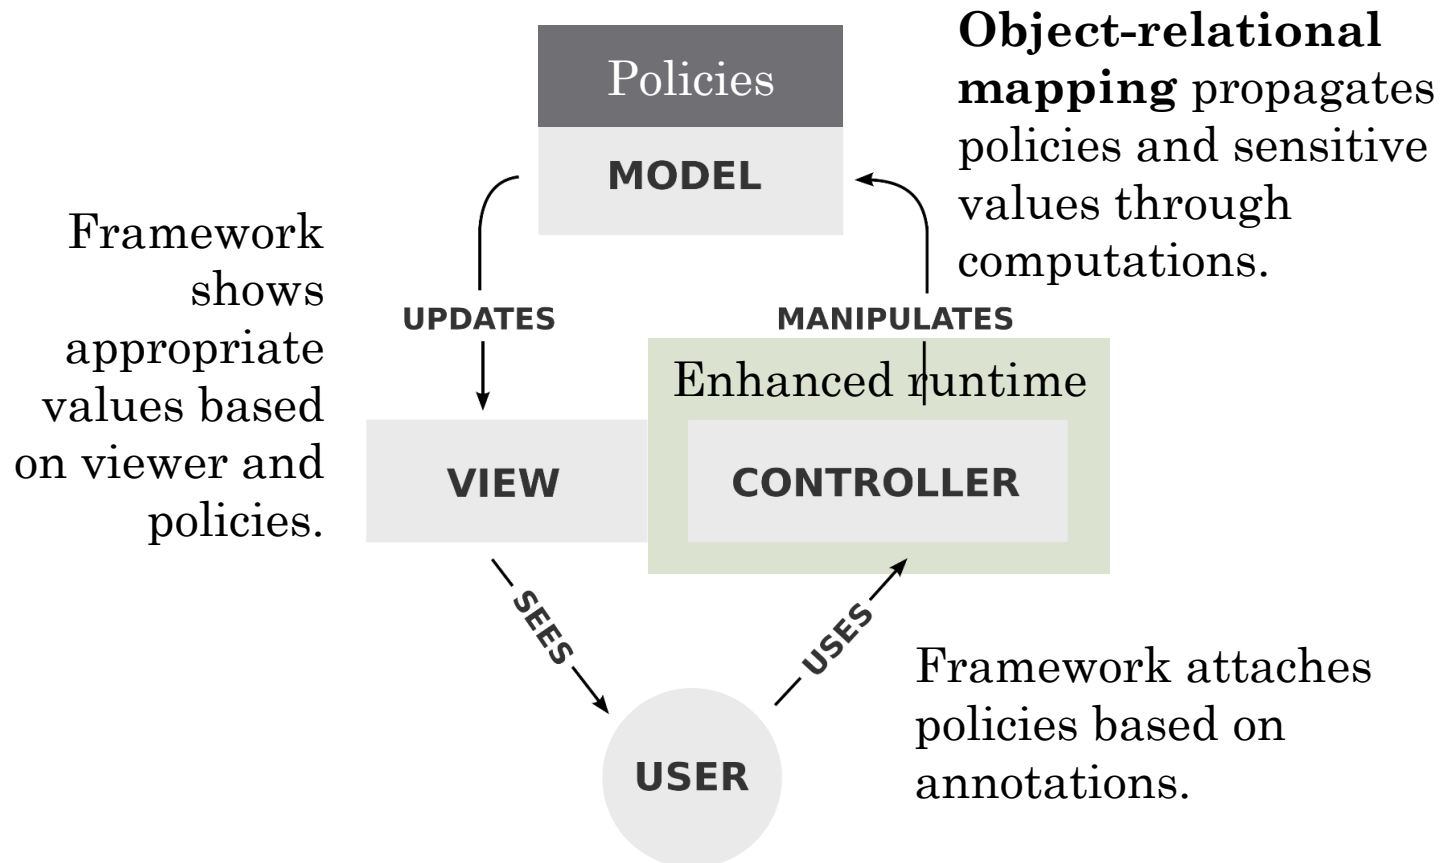 Policies
MODEL
Object-relational
mapping propagates
policies and sensitive
values through
computations.
Framework
shows
appropriate
values based
on viewer and
policies.
UPDATES
MANIPULATES
Enhanced runtime
VIEW
CONTROLLER
SEES
USES
Framework attaches
policies based on
annotations.
USER